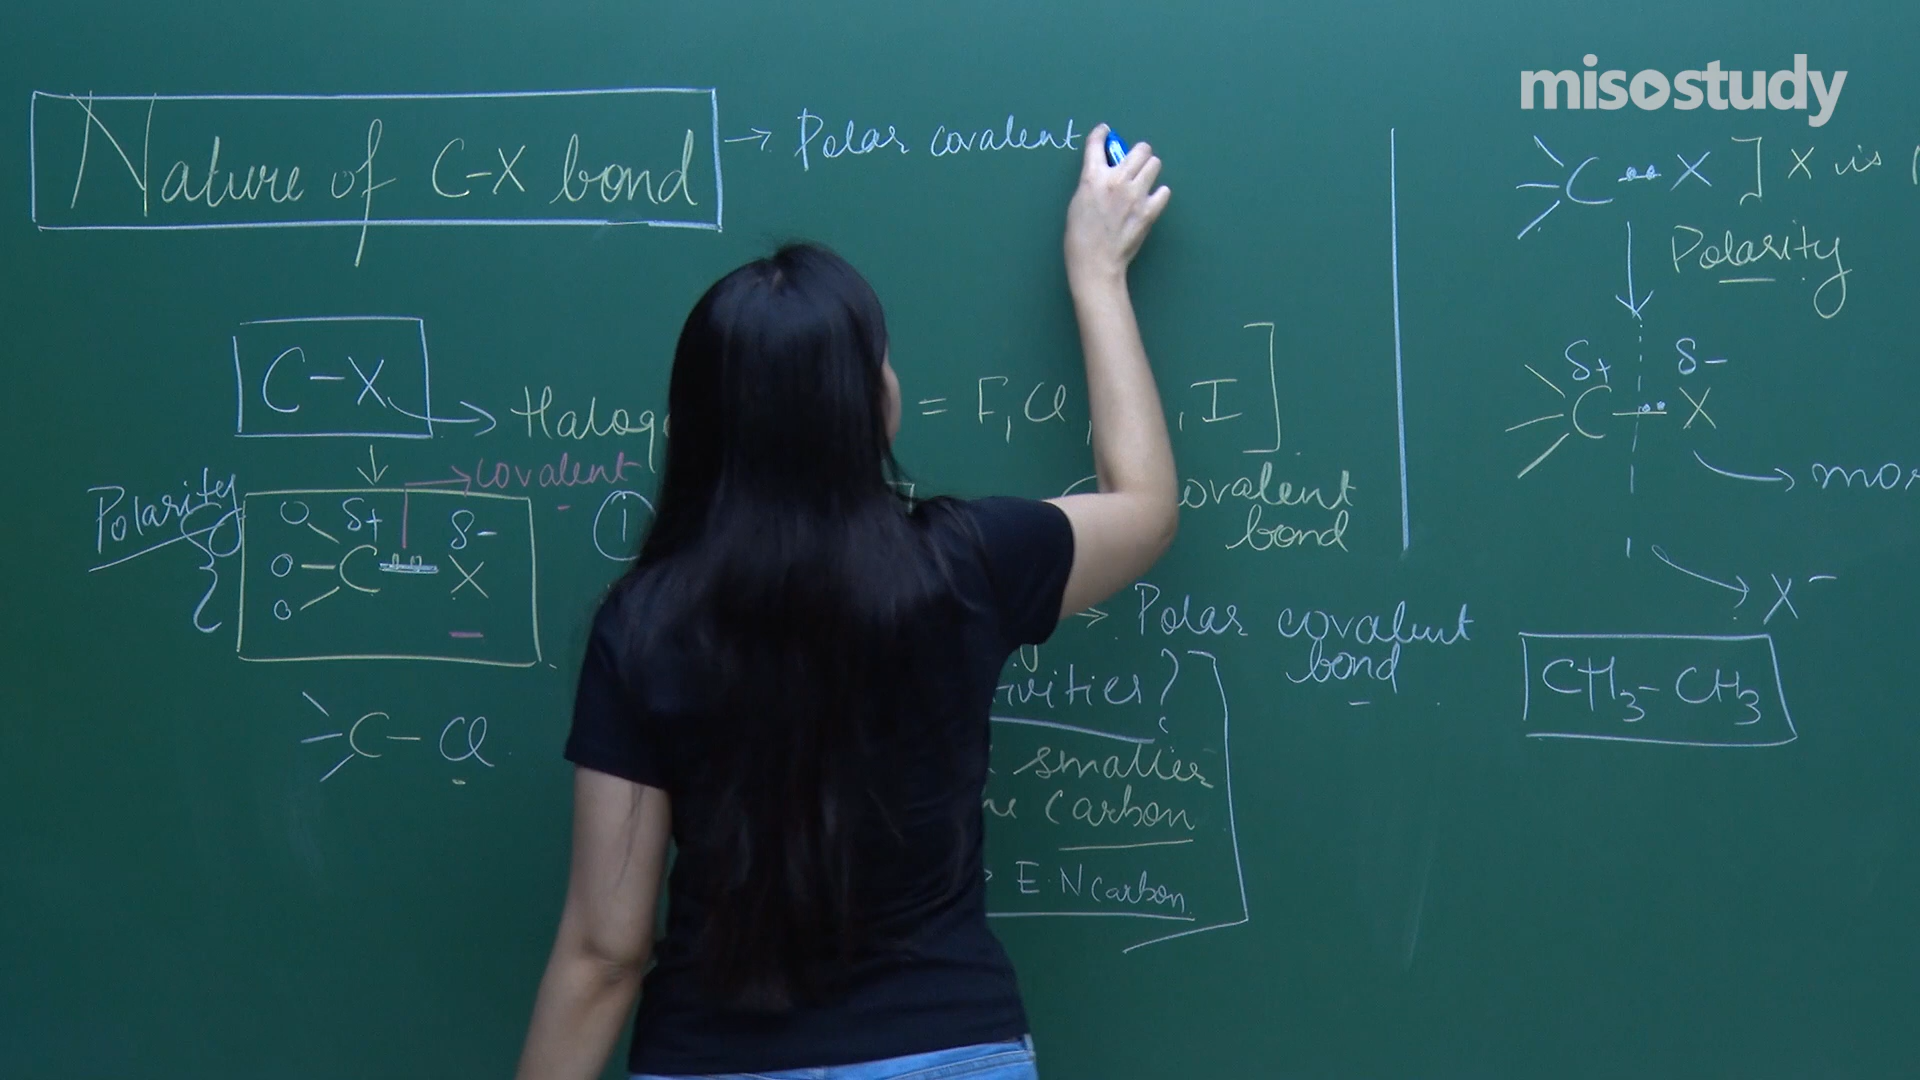 misostudy
Nature of C-X bond → Polar covalent
C-X → Halog
= F, Cl , , I ]
Polarity
δ+ δ-
C X
→ covalent
①
ovalent
bond
→ Polar covalent
bond
ivities)
smaller
Carbon
E.N carbon
C - Cl
C •• X ] X is
Polarity
δ+ δ-
C - •• X
X⁻
CH3 - CH3